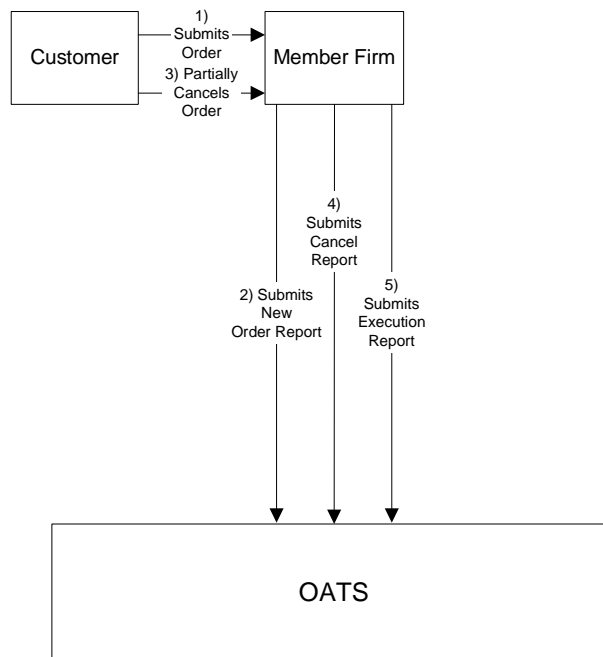 1)
Submits
Order
Customer
Member Firm
3) Partially
Cancels
Order
4)
Submits
Cancel
Report
2) Submits
New
Order Report
5)
Submits
Execution
Report
OATS